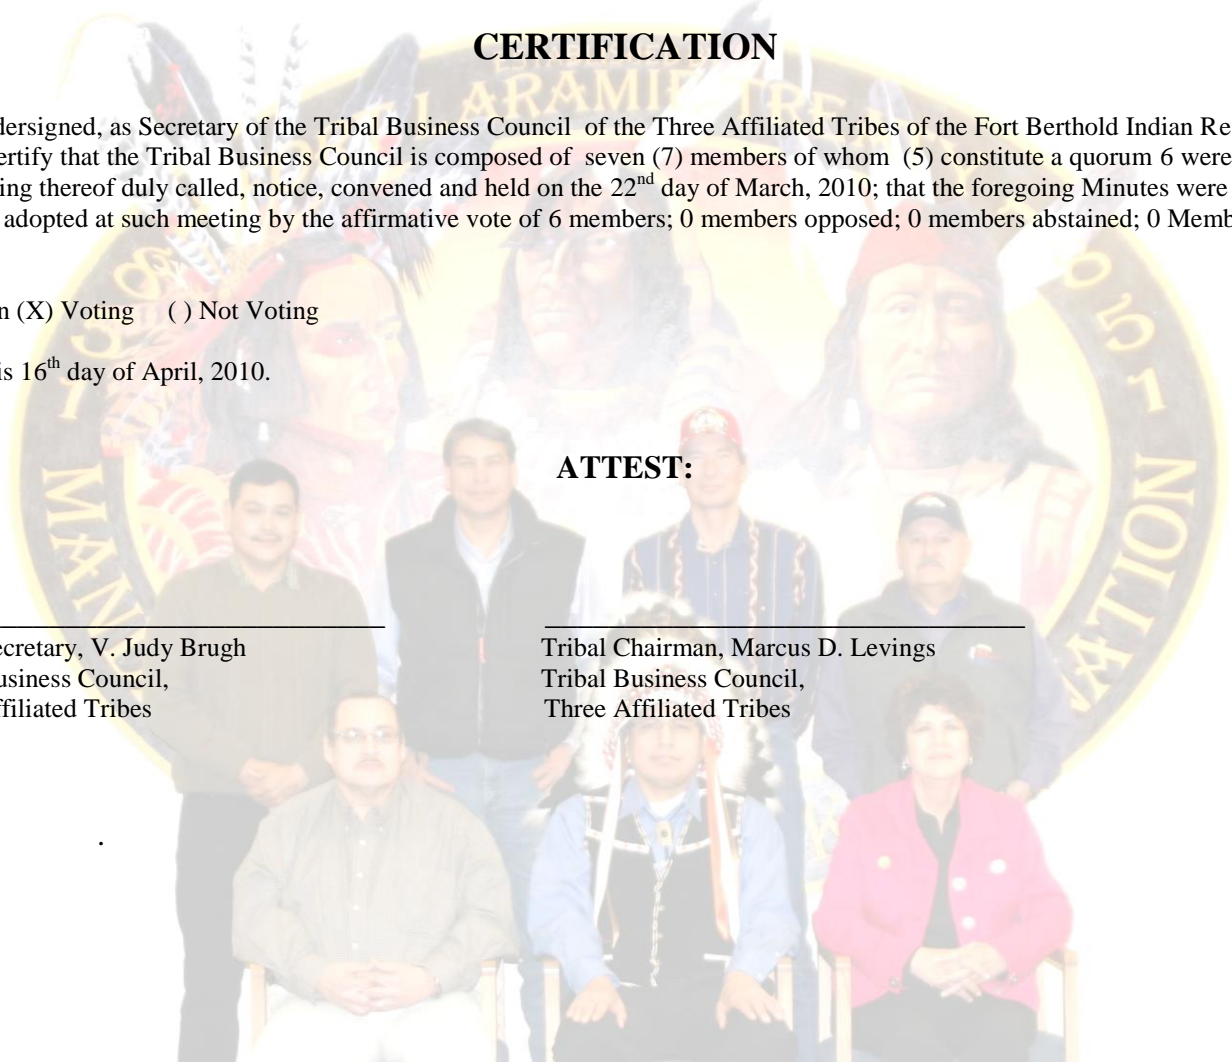 CERTIFICATION
dersigned, as Secretary of the Tribal Business Council of the Three Affiliated Tribes of the Fort Berthold Indian Re
ertify that the Tribal Business Council is composed of seven (7) members of whom (5) constitute a quorum 6 were
ing thereof duly called, notice, convened and held on the 22nd day of March, 2010; that the foregoing Minutes were
adopted at such meeting by the affirmative vote of 6 members; 0 members opposed; 0 members abstained; 0 Memb
n (X) Voting ( ) Not Voting
is 16th day of April, 2010.
ATTEST:
ecretary, V. Judy Brugh
usiness Council,
ffiliated Tribes
Tribal Chairman, Marcus D. Levings
Tribal Business Council,
Three Affiliated Tribes
.
LARAMIE TREA
1851
MAN
NATION